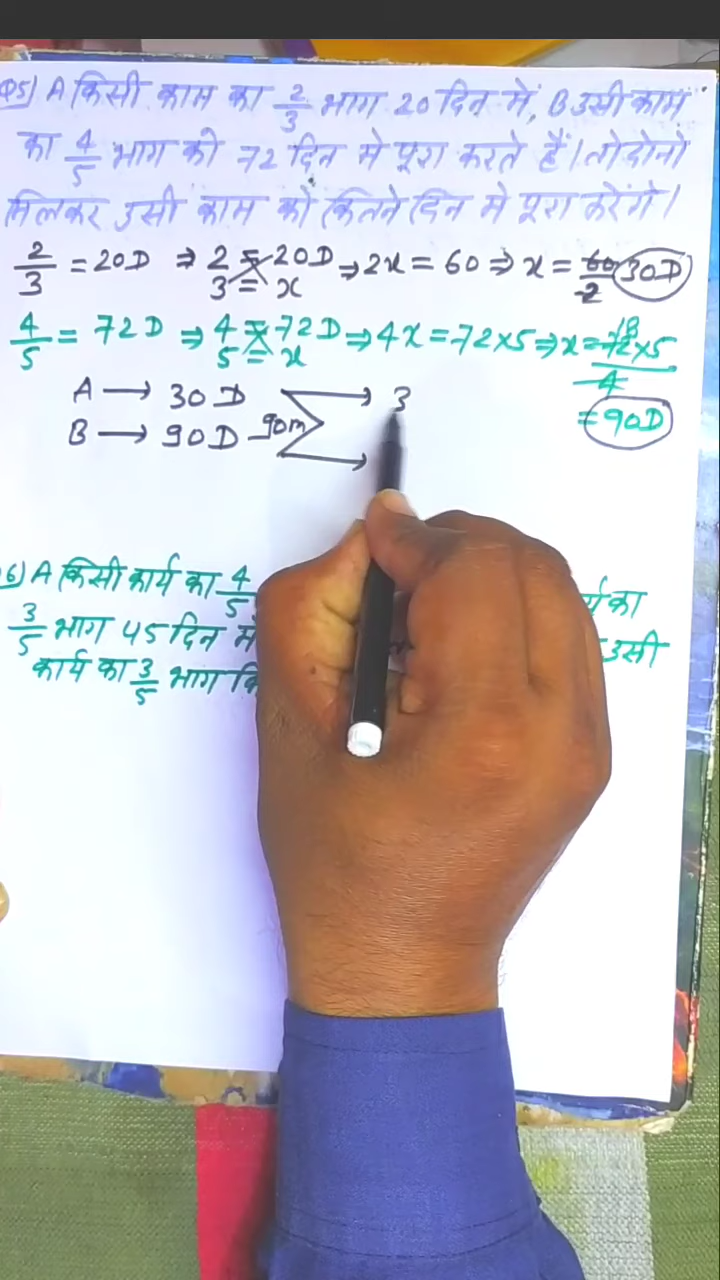 Q5) A किसी काम का 2/3 भाग 20 दिन में, B उसी काम
का 4/5 भाग को 72 दिन मे पूरा करते हैं। तो दोनो
मिलकर उसी काम को कितने दिन मे पूरा करेंगे।
2/3 = 20D ⇒ 2/3 = 20D/x ⇒ 2x = 60 ⇒ x = 60/2 30D
4/5 = 72D ⇒ 4/5 = 72D/x ⇒ 4x = 72×5 ⇒ x = 18 72×5/4
A → 30D 3
B → 90D 90m = 90D
6) A किसी कार्य का 4/5 र्य का
3/5 भाग 45 दिन में उसी
कार्य का 3/5 भाग कि